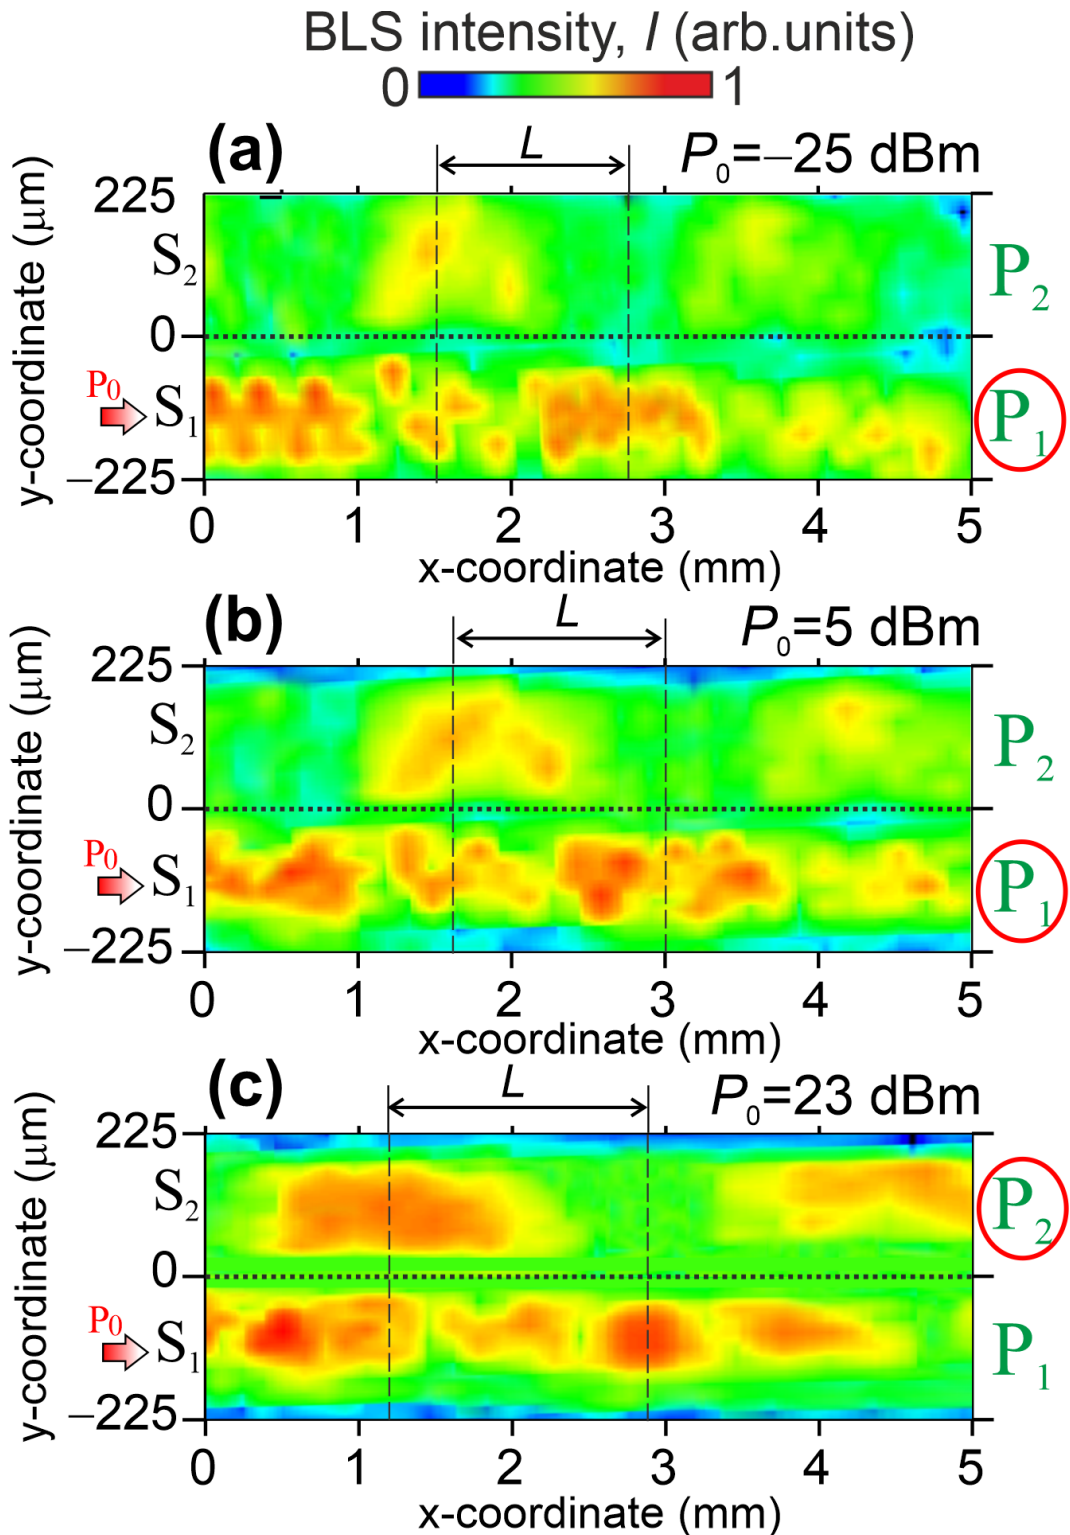 BLS intensity, I (arb.units)
0 1
(a) L P₀=–25 dBm
y-coordinate (μm)
225
S₂ P₂
0
P₀ S₁ P₁
–225
0 1 2 3 4 5
x-coordinate (mm)
(b) L P₀=5 dBm
y-coordinate (μm)
225
S₂ P₂
0
P₀ S₁ P₁
–225
0 1 2 3 4 5
x-coordinate (mm)
(c) L P₀=23 dBm
y-coordinate (μm)
225
S₂ P₂
0
P₀ S₁ P₁
–225
0 1 2 3 4 5
x-coordinate (mm)